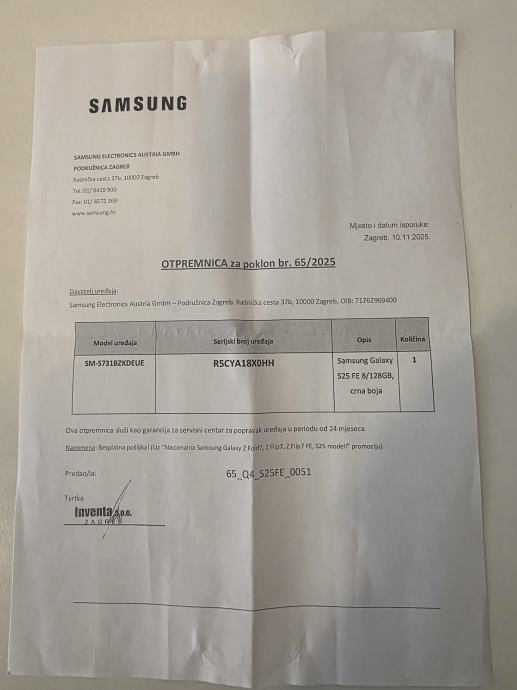 SAMSUNG
SAMSUNG ELECTRONICS AUSTRIA GMBH
PODRUŽNICA ZAGREB
Radnička cesta 37b, 10000 Zagreb
Tel: 01/ 6419 900
Fax: 01/ 4572 369
www.samsung.hr
Mjesto i datum isporuke:
Zagreb, 10.11.2025.
OTPREMNICA za poklon br. 65/2025
Davatelj uređaja:
Samsung Electronics Austria GmbH – Podružnica Zagreb, Radnička cesta 37b, 10000 Zagreb, OIB: 71762969400
Model uređaja Serijski broj uređaja Opis Količina
SM-S731BZKDEUE R5CYA18X0HH Samsung Galaxy 1
S25 FE 8/128GB,
crna boja
Ova otpremnica služi kao garancija za servisni centar za popravak uređaja u periodu od 24 mjeseca.
Napomena: Besplatna pošiljka! (Uz "Nacionalna Samsung Galaxy Z Fold7, Z Flip7, Z Flip7 FE, S25 modeli" promociju)
Predao/la: 65_Q4_S25FE_0051
Tvrtka
Inventa d.o.o.
ZAGREB